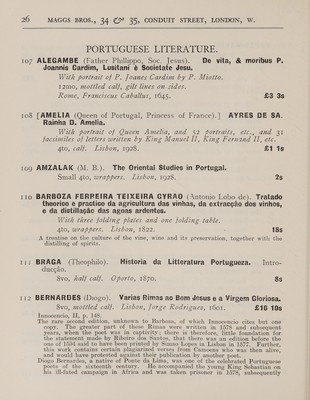 26 MAGGS BROS., 34 & 35, CONDUIT STREET, LONDON, W.
PORTUGUESE LITERATURE.
107 ALEGAMBE (Father Philippo, Soc. Jesus). De vita, & moribus P.
Joannis Cardim, Lusitani è Societate Jesu.
With portrait of P. Joanes Cardim by P. Miotte.
12mo, mottled calf, gilt lines on sides.
Rome, Franciscus Caballus, 1645. £3 3s
108 [AMELIA (Queen of Portugal, Princess of France).] AYRES DE SA.
Rainha D. Amelia.
With portrait of Queen Amelia, and 52 portraits, etc., and 31
facsimiles of letters written by King Manuel II, King Fernand II, etc.
4to, calf. Lisbon, 1928. £1 1s
109 AMZALAK (M. B.). The Oriental Studies in Portugal.
Small 4to, wrappers. Lisbon, 1928. 2s
110 BARBOZA FERREIRA TEIXEIRA CYRAO (Antonio Lobo de). Tratado
theorico e practico da agricultura das vinhas, da extracção dos vinhos,
e da distillação das agoas ardentes.
With three folding plates and one folding table.
4to, wrappers. Lisbon, 1822. 18s
A treatise on the culture of the vine, wine and its preservation, together with the
distilling of spirits.
111 BRAGA (Theophilo). Historia da Litteratura Portugueza. Intro-
ducção.
8vo, half calf. Oporto, 1870. 8s
112 BERNARDES (Diogo). Varias Rimas ao Bom Jesus e a Virgem Gloriosa.
8vo, mottled calf. Lisbon, Jorge Rodrigues, 1601. £10 10s
Innocencio, II, p. 148.
The rare second edition, unknown to Barbosa, of which Innocencio cites but one
copy. The greater part of these Rimas were written in 1578 and subsequent
years, when the poet was in captivity; there is therefore, little foundation for
the statement made by Ribeiro dos Santos, that there was an edition before the
one of 1594 said to have been printed by Simao Lopes in Lisbon in 1577. Further,
this work contains certain plagiarised verses from Camoens who was then alive,
and would have protested against their publication by another poet.
Diogo Bernardes, a native of Ponte da Lima, was one of the celebrated Portuguese
poets of the sixteenth century. He accompanied the young King Sebastian on
his ill-fated campaign in Africa and was taken prisoner in 1578, subsequently